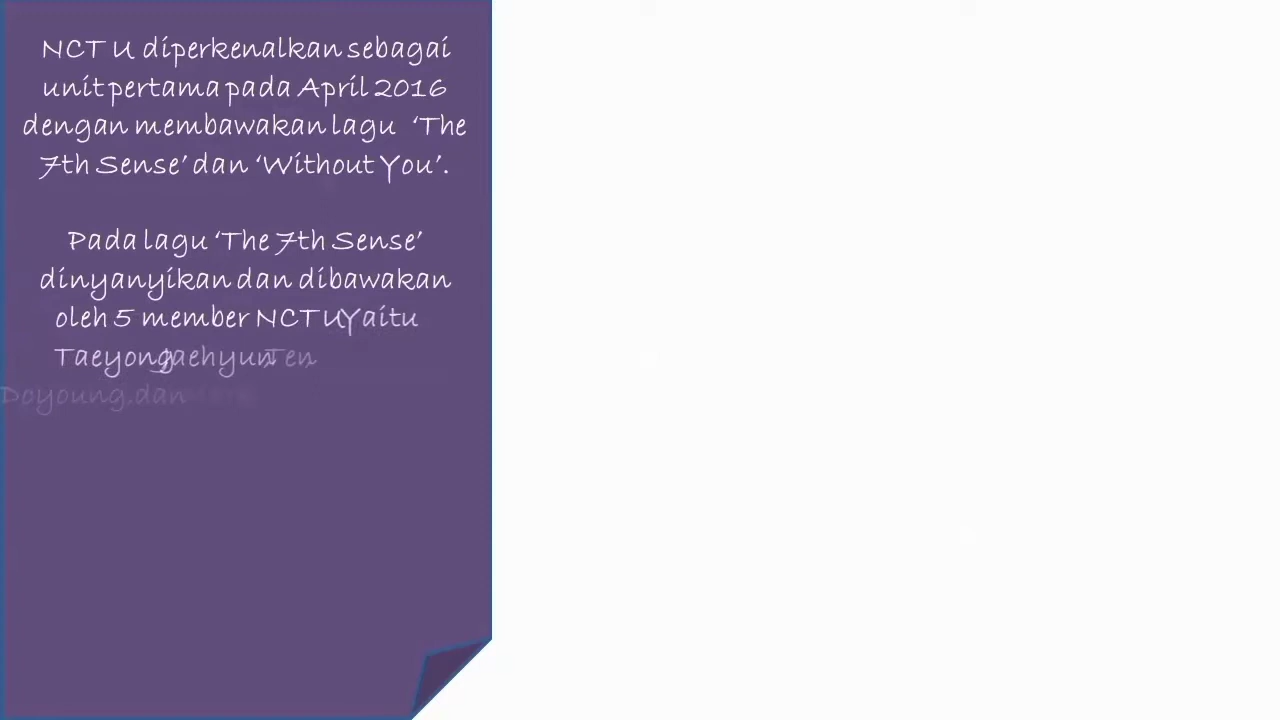 NCT U diperkenalkan sebagai
unit pertama pada April 2016
dengan membawakan lagu ‘The
7th Sense’ dan ‘Without You’.
Pada lagu ‘The 7th Sense’
dinyanyikan dan dibawakan
oleh 5 member NCT U Yaitu
Taeyong Jaehyun, Ten,
Doyoung, dan